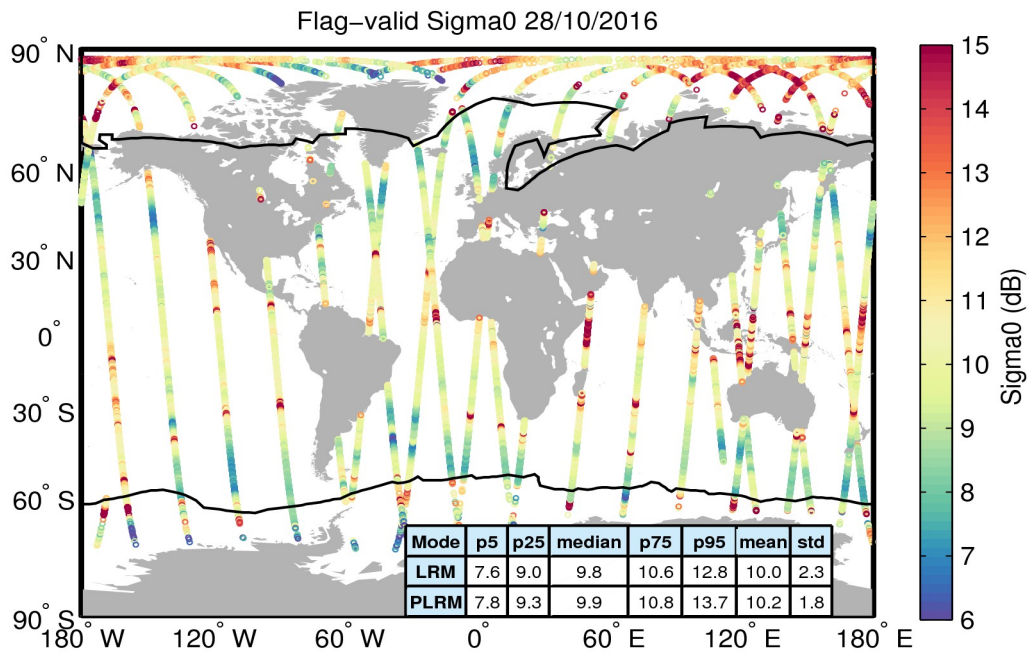 Flag−valid Sigma0 28/10/2016
90° N
60° N
30° N
0°
30° S
60° S
90° S
180° W
120° W
60° W
0°
60° E
120° E
180° E
Mode p5 p25 median p75 p95 mean std
LRM 7.6 9.0 9.8 10.6 12.8 10.0 2.3
PLRM 7.8 9.3 9.9 10.8 13.7 10.2 1.8
15
14
13
12
11
10
9
8
7
6
Sigma0 (dB)